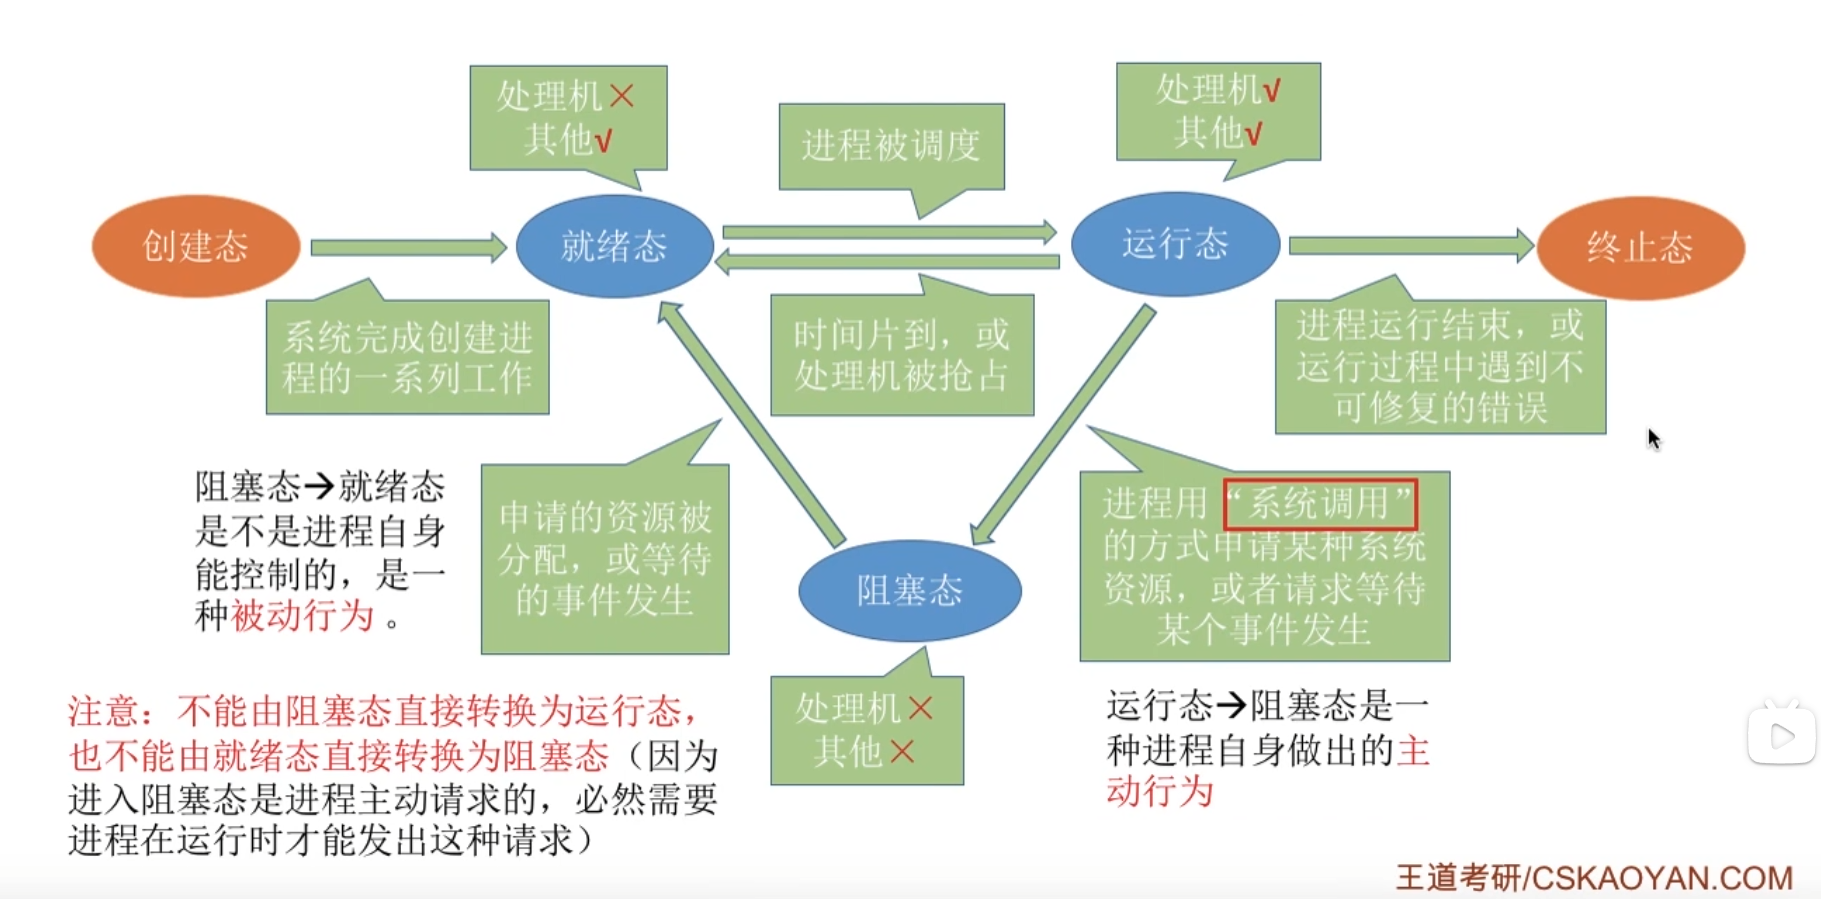 处理机×
其他√
进程被调度
处理机√
其他√
创建态
就绪态
运行态
终止态
系统完成创建进
程的一系列工作
时间片到，或
处理机被抢占
进程运行结束，或
运行过程中遇到不
可修复的错误
阻塞态→就绪态
是不是进程自身
能控制的，是一
种被动行为 。
申请的资源被
分配，或等待
的事件发生
阻塞态
进程用“系统调用”
的方式申请某种系统
资源，或者请求等待
某个事件发生
处理机×
其他×
注意：不能由阻塞态直接转换为运行态，
也不能由就绪态直接转换为阻塞态（因为
进入阻塞态是进程主动请求的，必然需要
进程在运行时才能发出这种请求）
运行态→阻塞态是一
种进程自身做出的主
动行为
王道考研/CSKAOYAN.COM